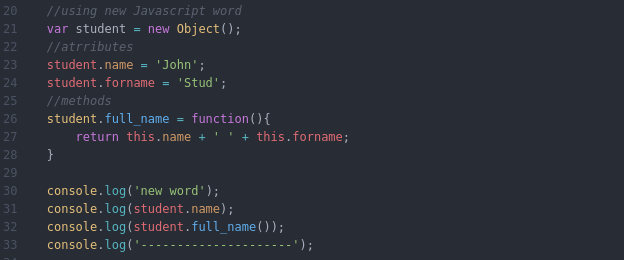 20 //using new Javascript word
21 var student = new Object();
22 //atrributes
23 student.name = 'John';
24 student.forname = 'Stud';
25 //methods
26 student.full_name = function(){
27 return this.name + ' ' + this.forname;
28 }
29
30 console.log('new word');
31 console.log(student.name);
32 console.log(student.full_name());
33 console.log('---------------------');